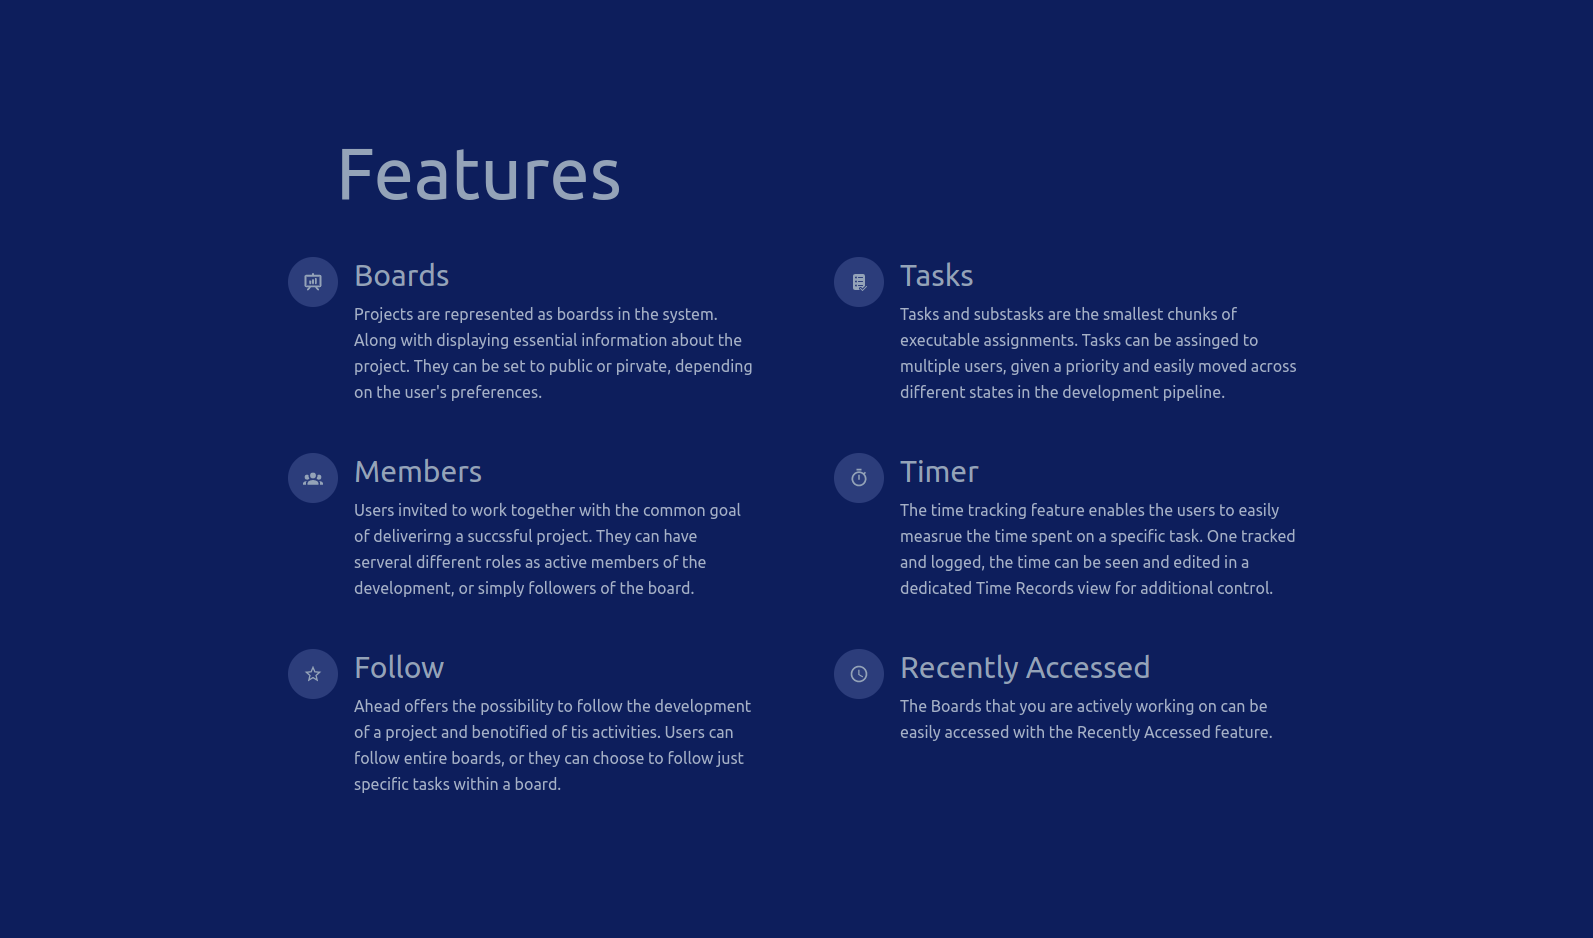 Features
Boards
Projects are represented as boardss in the system.
Along with displaying essential information about the
project. They can be set to public or pirvate, depending
on the user's preferences.
Tasks
Tasks and substasks are the smallest chunks of
executable assignments. Tasks can be assinged to
multiple users, given a priority and easily moved across
different states in the development pipeline.
Members
Users invited to work together with the common goal
of deliverirng a succssful project. They can have
serveral different roles as active members of the
development, or simply followers of the board.
Timer
The time tracking feature enables the users to easily
measrue the time spent on a specific task. One tracked
and logged, the time can be seen and edited in a
dedicated Time Records view for additional control.
Follow
Ahead offers the possibility to follow the development
of a project and benotified of tis activities. Users can
follow entire boards, or they can choose to follow just
specific tasks within a board.
Recently Accessed
The Boards that you are actively working on can be
easily accessed with the Recently Accessed feature.